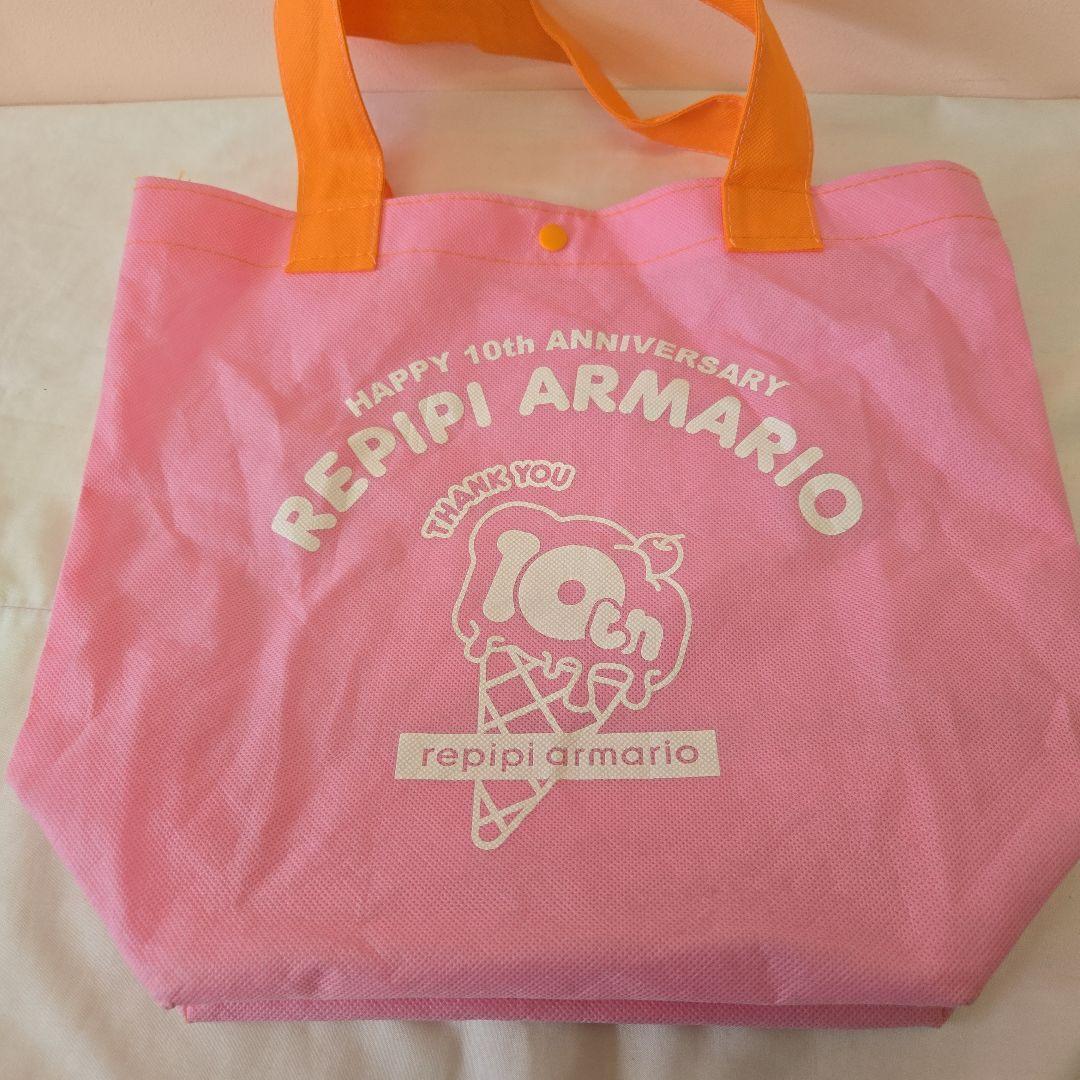 HAPPY 10th ANNIVERSARY
REPIPI ARMARIO
THANK YOU
10th
repipi armario